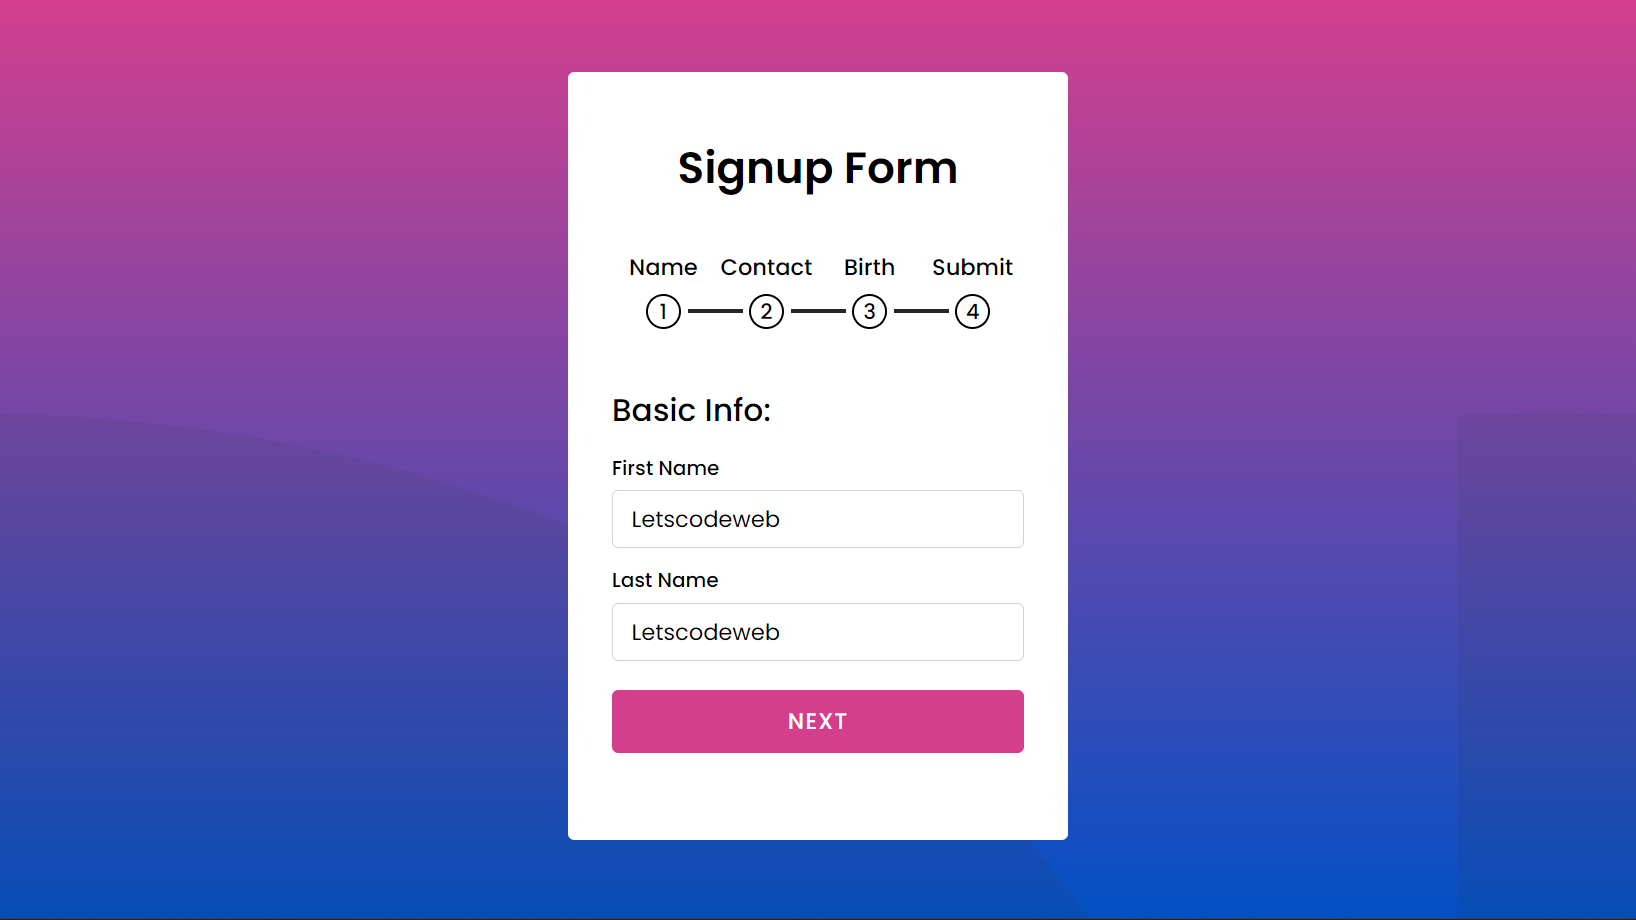 Signup Form
Name Contact Birth Submit
1 2 3 4
Basic Info:
First Name
Letscodeweb
Last Name
Letscodeweb
NEXT